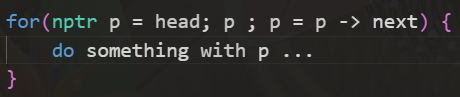 for(nptr p = head; p ; p = p -> next) {
    do something with p ...
}